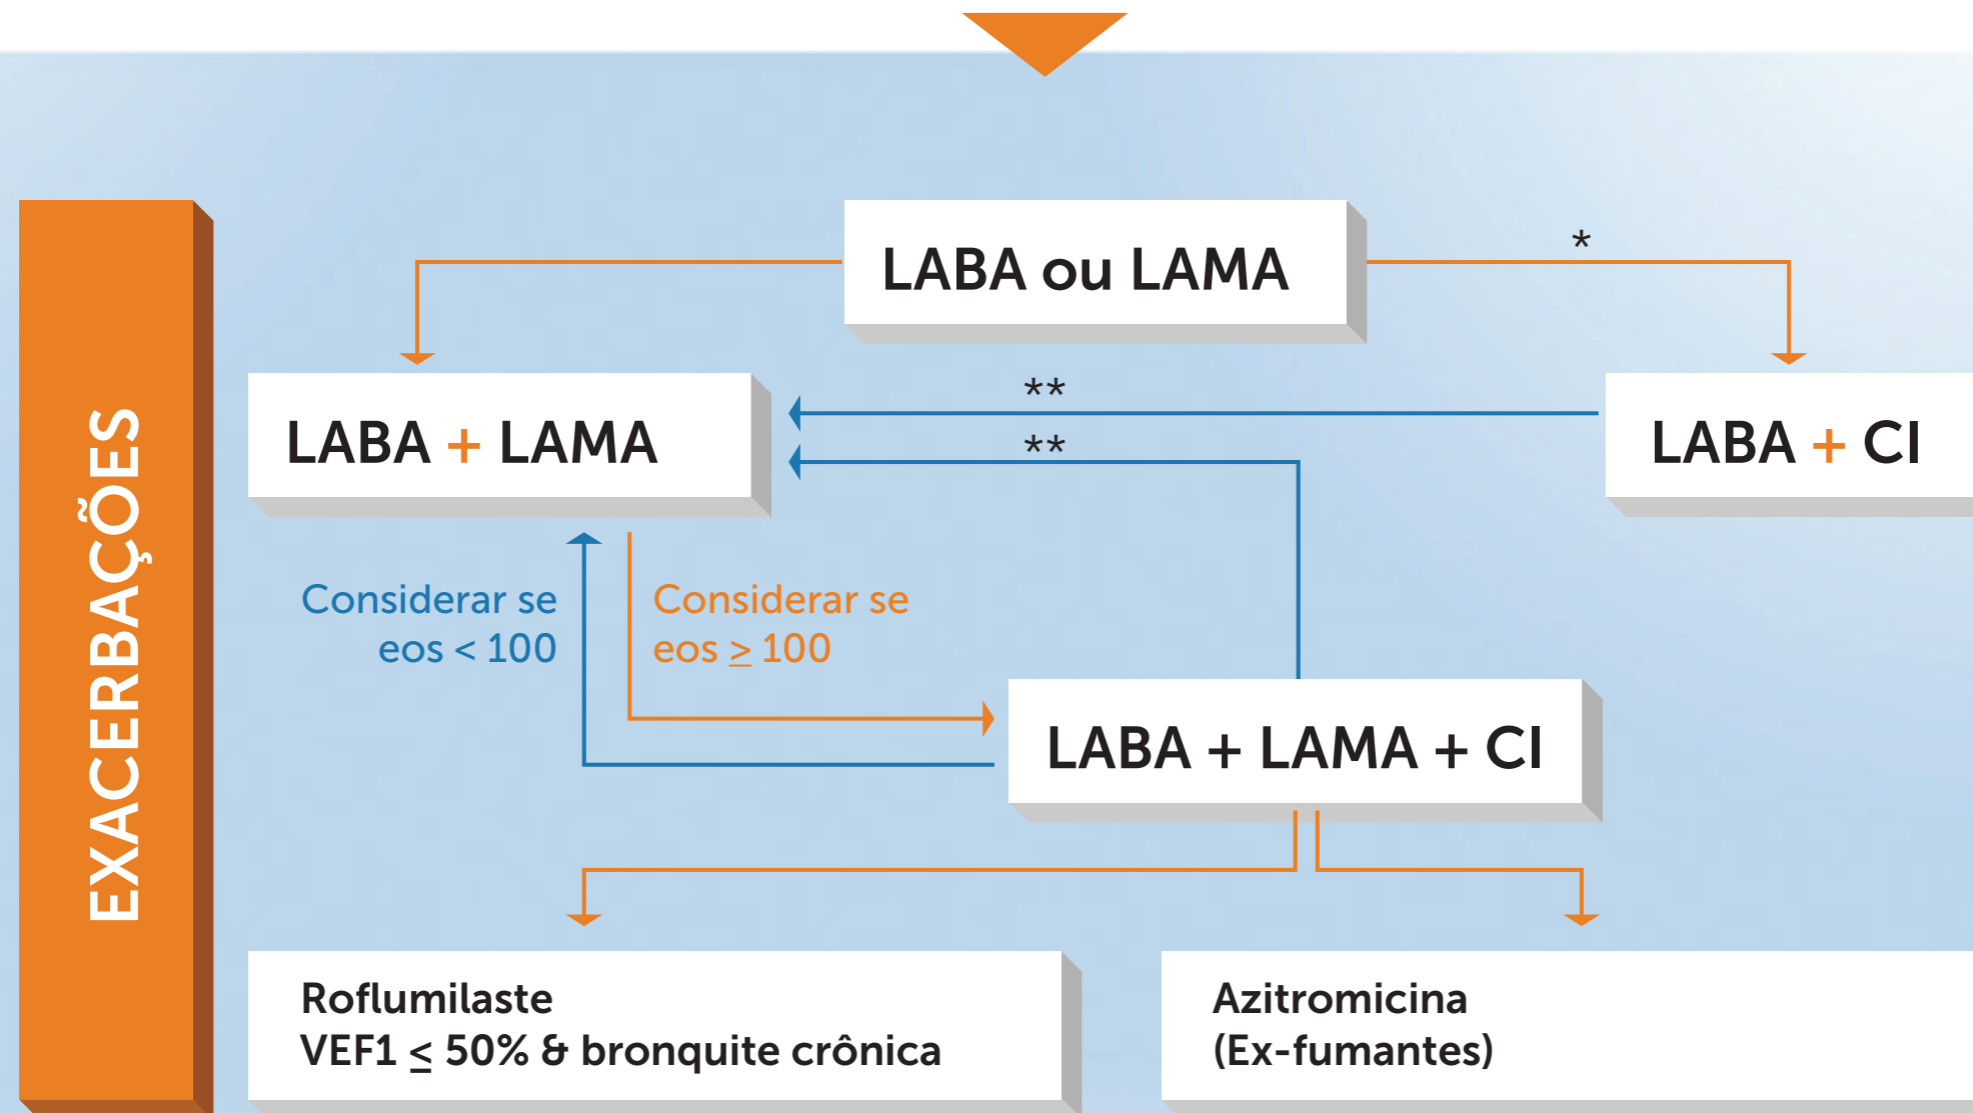 EXACERBAÇÕES
LABA ou LAMA
*
LABA + LAMA
**
**
LABA + CI
Considerar se
eos < 100
Considerar se
eos ≥ 100
LABA + LAMA + CI
Roflumilaste
VEF1 ≤ 50% & bronquite crônica
Azitromicina
(Ex-fumantes)